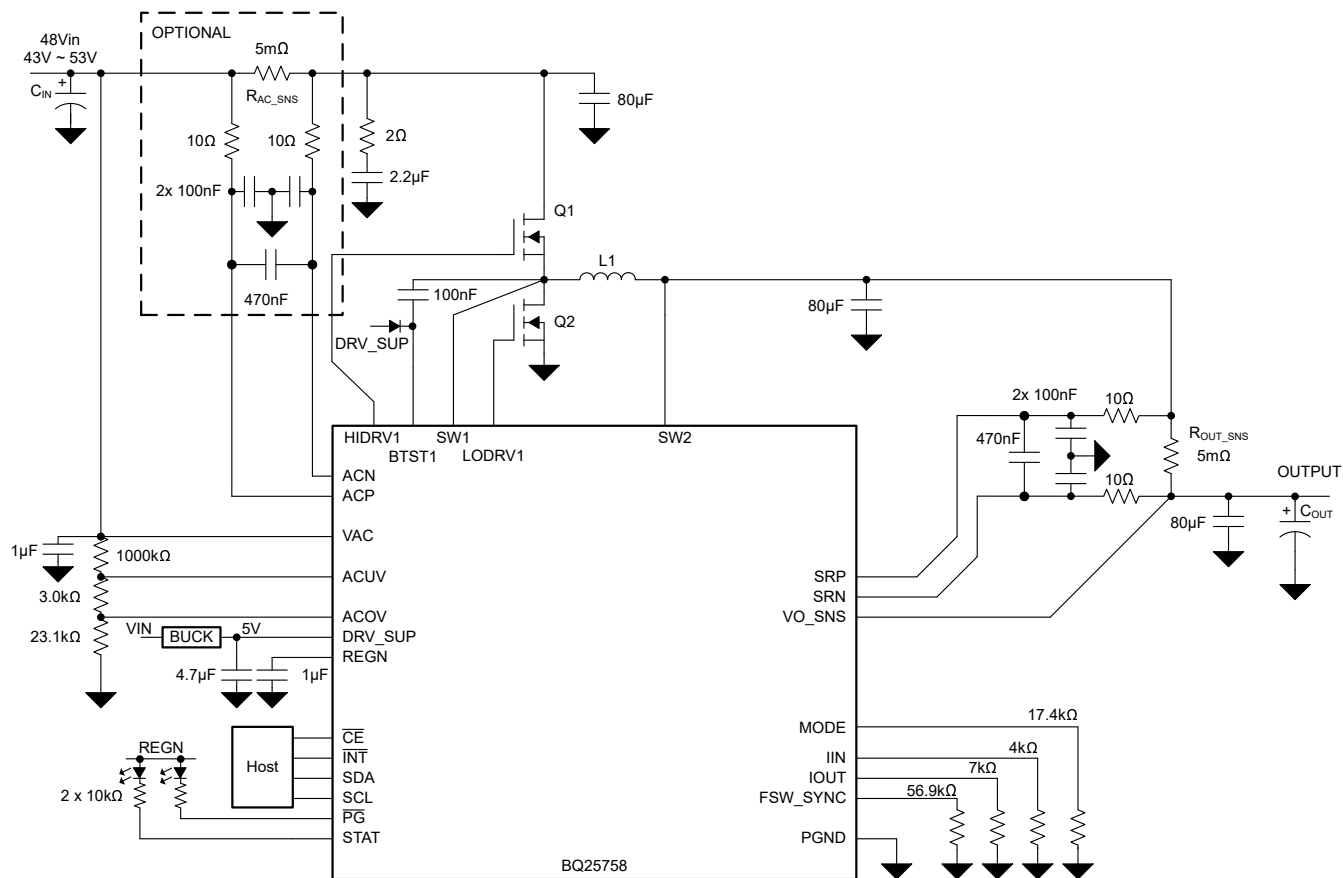 48Vin
43V ~ 53V
OPTIONAL
5mΩ
+
C_IN
R_AC_SNS
80µF
10Ω
10Ω
2Ω
2x 100nF
2.2µF
Q1
L1
470nF
100nF
80µF
Q2
DRV_SUP
2x 100nF
10Ω
HIDRV1
SW1
SW2
470nF
R_OUT_SNS
BTST1
LODRV1
5mΩ
ACN
OUTPUT
ACP
10Ω
+
C_OUT
80µF
VAC
1µF
1000kΩ
ACUV
SRP
3.0kΩ
SRN
ACOV
VO_SNS
VIN
BUCK
5V
23.1kΩ
DRV_SUP
REGN
4.7µF
1µF
17.4kΩ
MODE
CE
4kΩ
REGN
INT
IIN
Host
7kΩ
SDA
IOUT
2 x 10kΩ
SCL
FSW_SYNC
56.9kΩ
PG
STAT
PGND
BQ25758